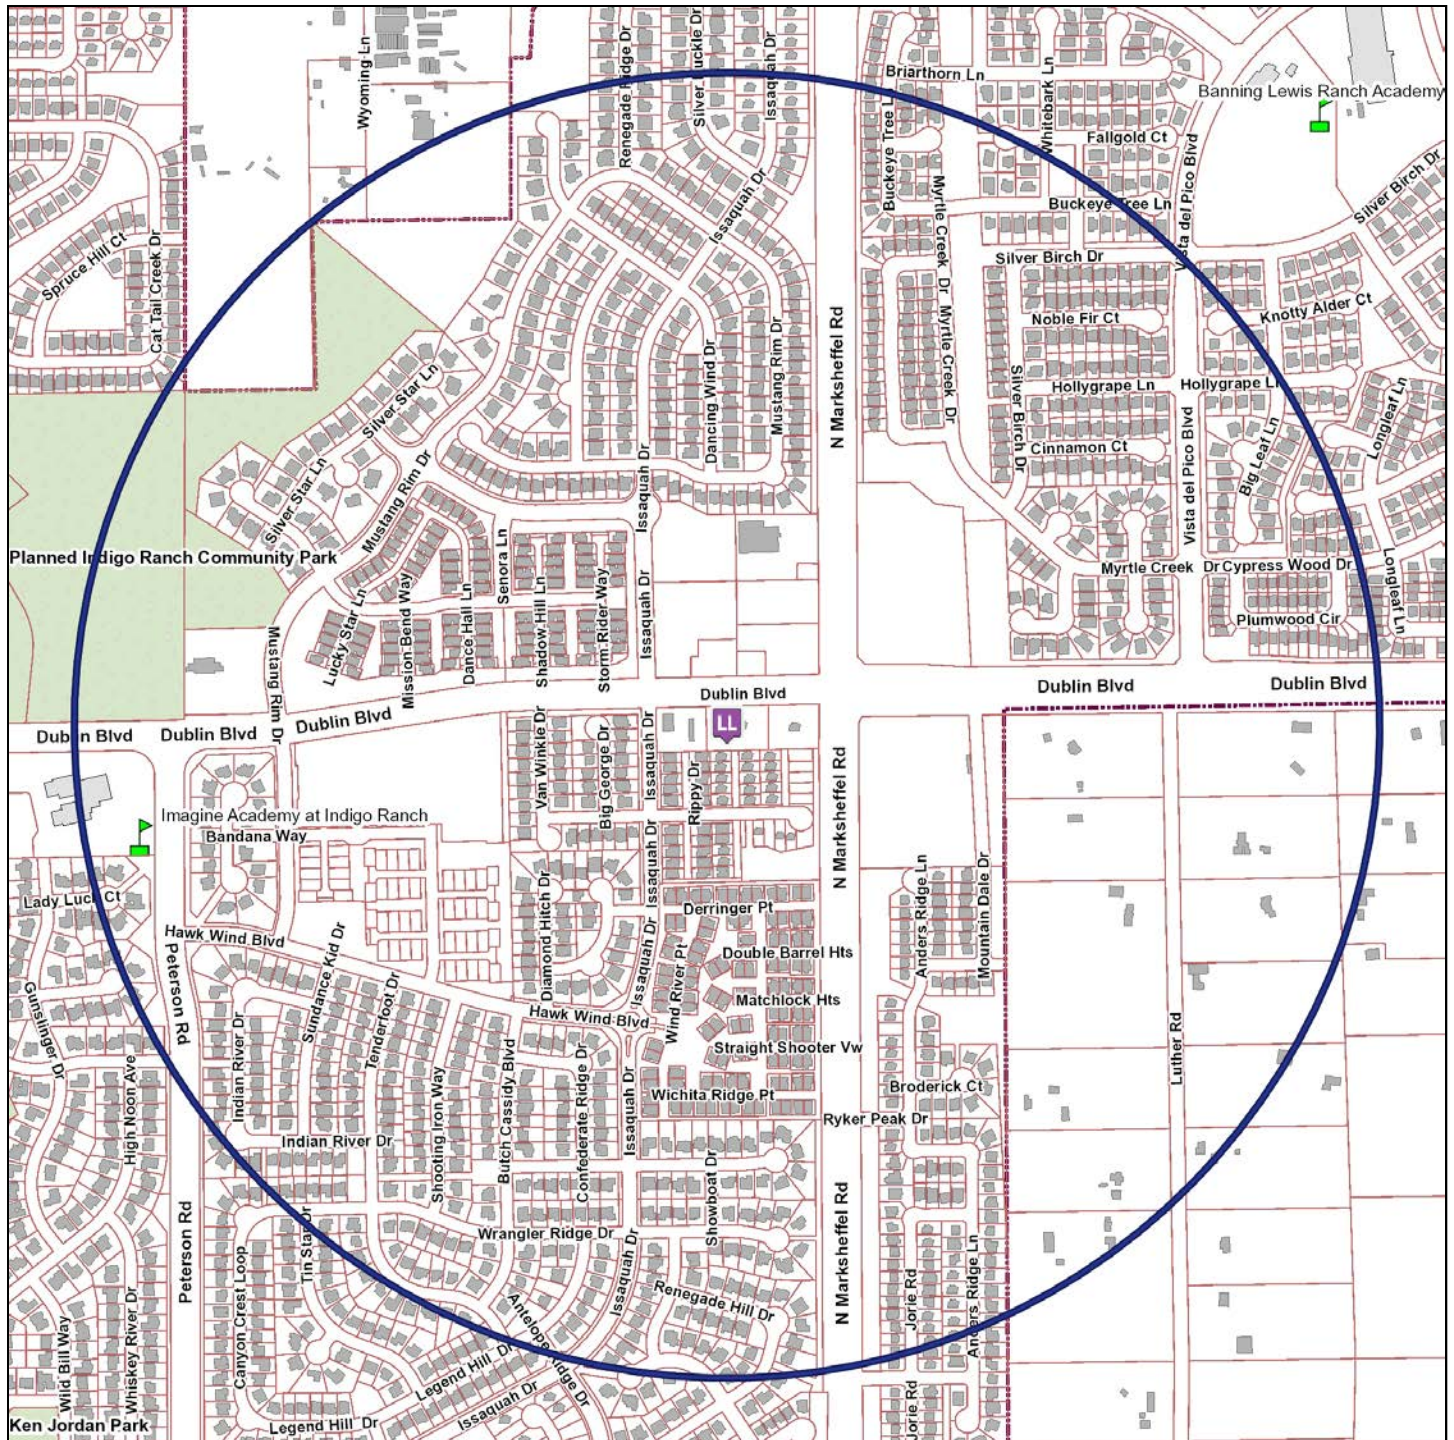 Renegade Ridge Dr
Silver Buckle Dr
Issaquah Dr
Wyoming Ln
Briarthorn Ln
Whitebark Ln
Banning Lewis Ranch Academy
Buckeye Tree Ln
Fallgold Ct
Vista del Pico Blvd
Silver Birch Dr
Myrtle Creek Dr
Buckeye Tree Ln
Issaquah Dr
Spruce Hill Ct
Cat Tail Creek Dr
Silver Birch Dr
Knotty Alder Ct
Noble Fir Ct
N Marksheffel Rd
Myrtle Creek Dr
Dancing Wind Dr
Mustang Rim Dr
Silver Star Ln
Silver Birch Dr
Hollygrape Ln
Hollygrape Ln
Longleaf Ln
Cinnamon Ct
Vista del Pico Blvd
Big Leaf Ln
Silver Star Ln
Mustang Rim Dr
Issaquah Dr
Planned Indigo Ranch Community Park
Senora Ln
Myrtle Creek Dr
Cypress Wood Dr
Longleaf Ln
Plumwood Cir
Lucky Star Ln
Mission Bend Way
Dance Hall Ln
Shadow Hill Ln
Storm Rider Way
Issaquah Dr
Mustang Rim Dr
Dublin Blvd
Dublin Blvd
Dublin Blvd
Dublin Blvd
Dublin Blvd
Dublin Blvd
LL
Van Winkle Dr
Big George Dr
Issaquah Dr
Rippy Dr
N Marksheffel Rd
Imagine Academy at Indigo Ranch
Bandana Way
Issaquah Dr
Lady Luck Ct
Derringer Pt
Anders Ridge Ln
Mountain Dale Dr
Hawk Wind Blvd
Sundance Kid Dr
Diamond Hitch Dr
Issaquah Dr
Wind River Pt
Double Barrel Hts
Peterson Rd
Gunslinger Dr
Tenderfoot Dr
Matchlock Hts
Hawk Wind Blvd
Straight Shooter Vw
Luther Rd
Indian River Dr
High Noon Ave
Shooting Iron Way
Butch Cassidy Blvd
Confederate Ridge Dr
Issaquah Dr
Wichita Ridge Pt
Broderick Ct
Ryker Peak Dr
Indian River Dr
Showboat Dr
N Marksheffel Rd
Peterson Rd
Tin Star Dr
Wrangler Ridge Dr
Canyon Crest Loop
Issaquah Dr
Renegade Hill Dr
Jorie Rd
Anders Ridge Ln
Antelope Ridge Dr
Wild Bill Way
Whiskey River Dr
Legend Hill Dr
Issaquah Dr
Jorie Rd
Ken Jordan Park
Legend Hill Dr